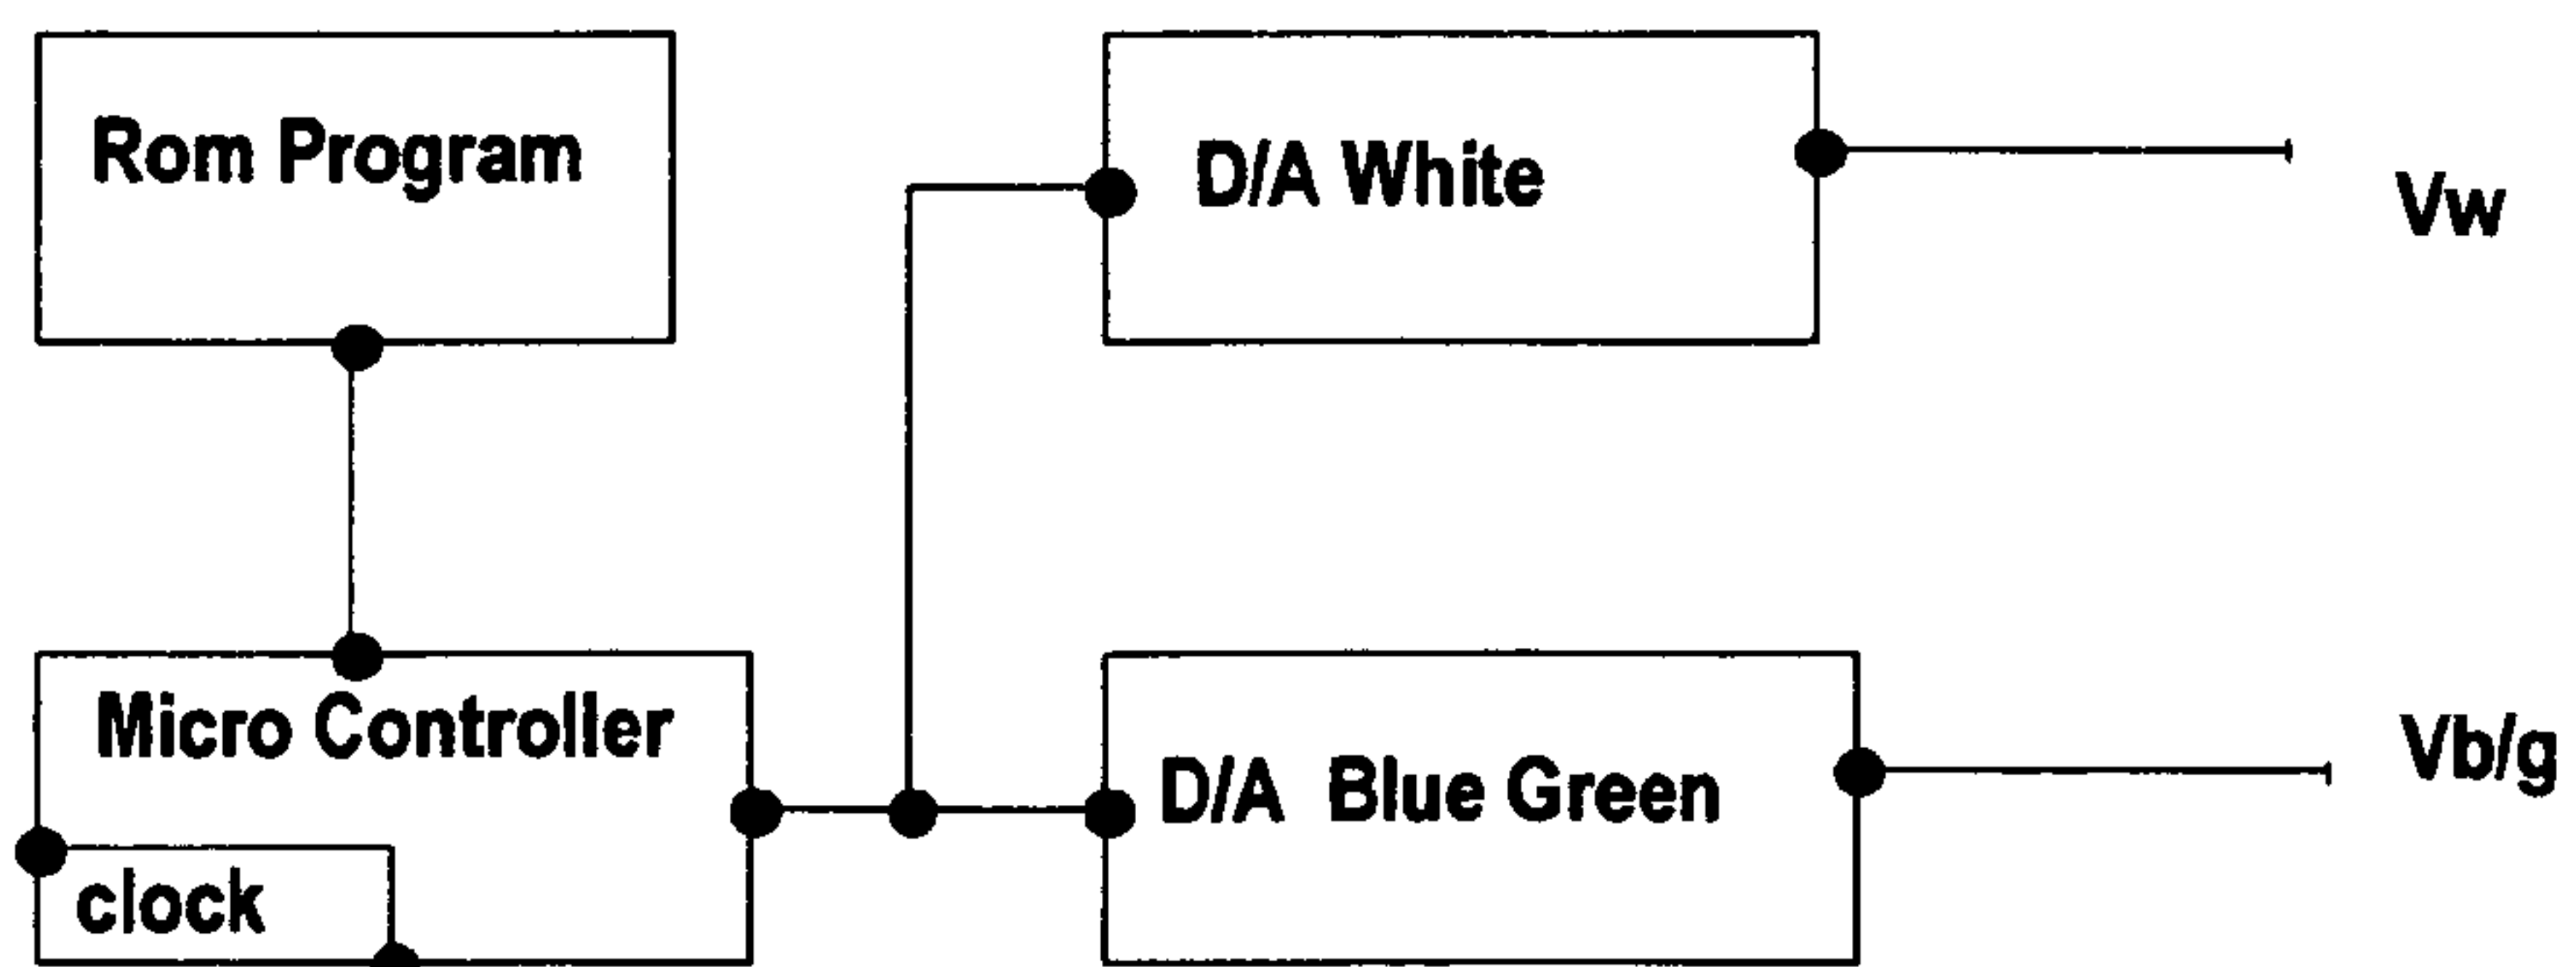 Rom Program
D/A White
Vw
Micro Controller
clock
D/A Blue Green
Vb/g